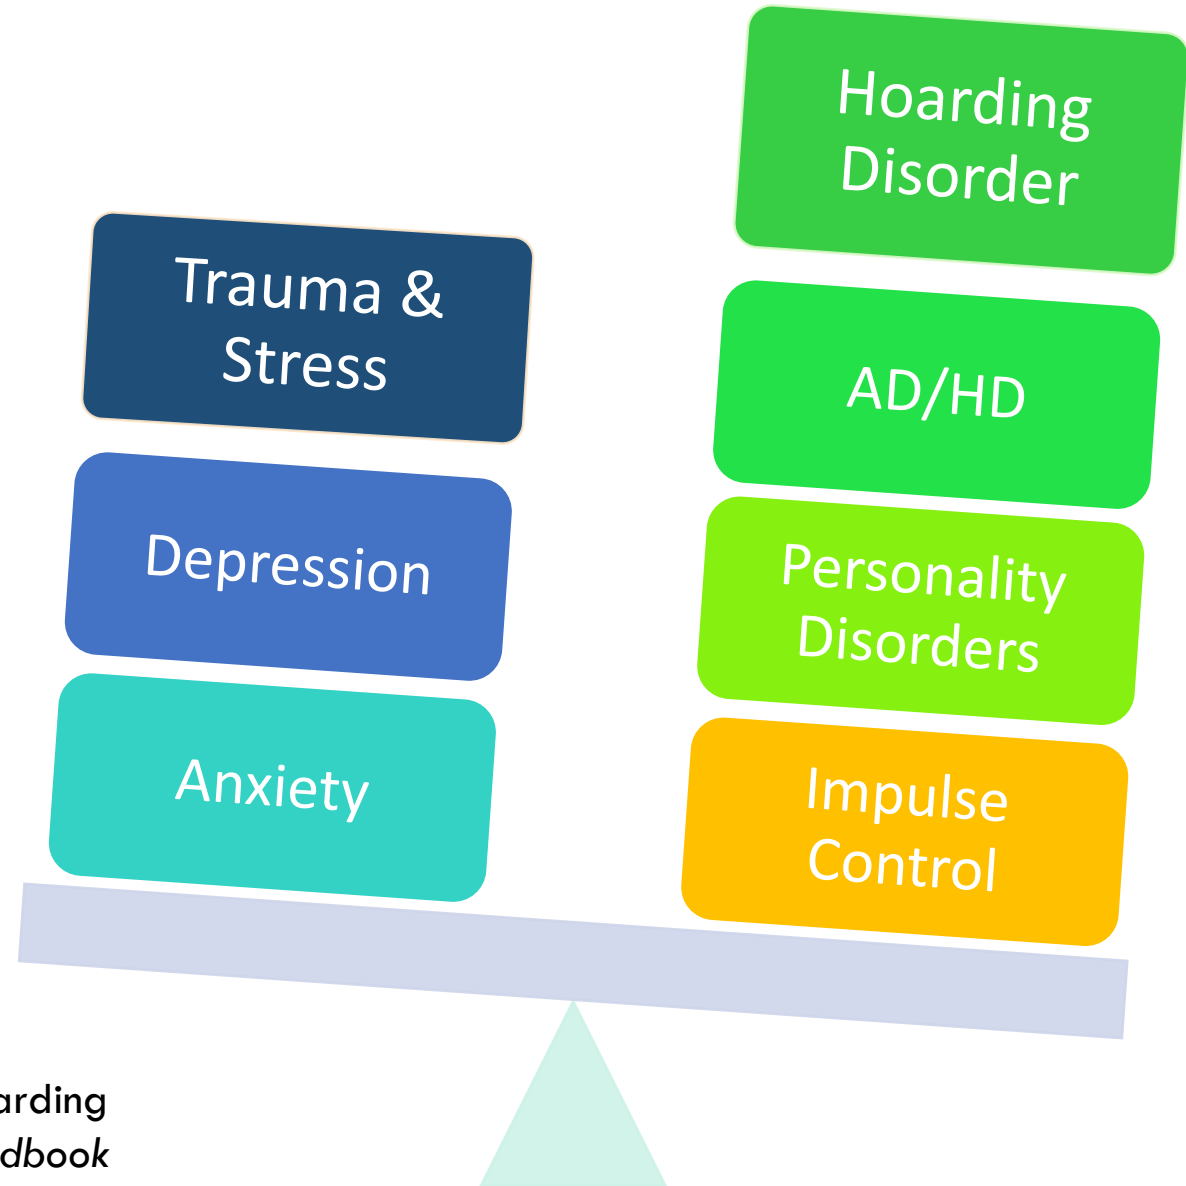 Trauma &
Stress
Depression
Anxiety
Hoarding
Disorder
AD/HD
Personality
Disorders
Impulse
Control
arding
dbook